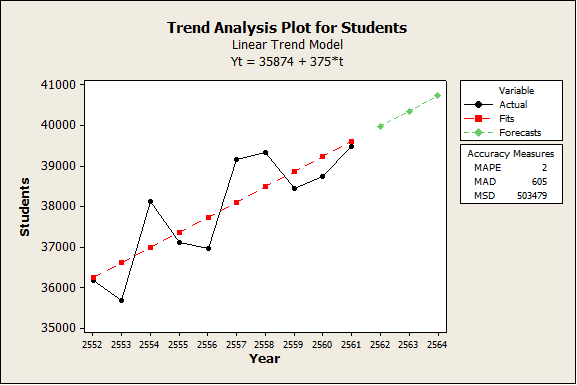 Trend Analysis Plot for Students
Linear Trend Model
Yt = 35874 + 375*t
41000
40000
39000
38000
37000
36000
35000
Students
2552 2553 2554 2555 2556 2557 2558 2559 2560 2561 2562 2563 2564
Year
Variable
Actual
Fits
Forecasts
Accuracy Measures
MAPE 2
MAD 605
MSD 503479